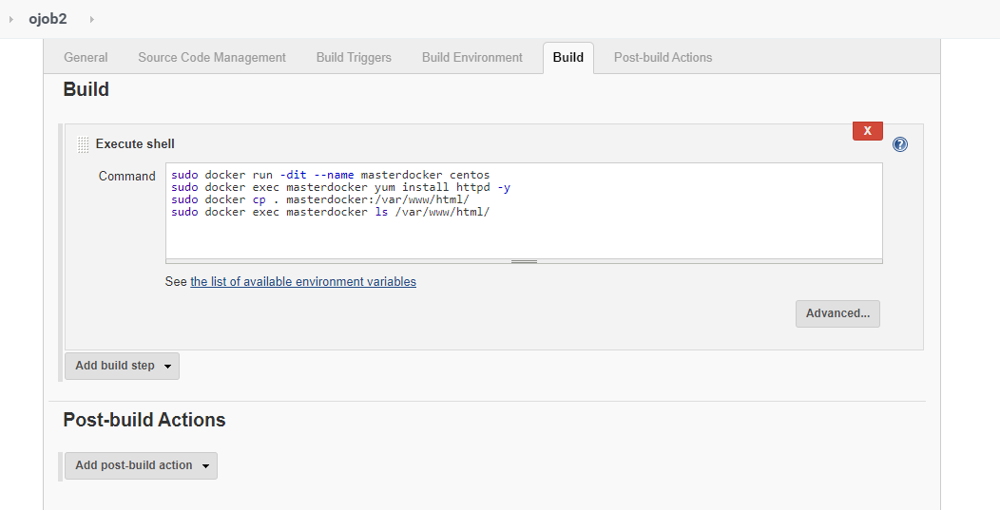 ojob2
General Source Code Management Build Triggers Build Environment Build Post-build Actions
Build
X
Execute shell
?
Command
sudo docker run -dit --name masterdocker centos
sudo docker exec masterdocker yum install httpd -y
sudo docker cp . masterdocker:/var/www/html/
sudo docker exec masterdocker ls /var/www/html/
See the list of available environment variables
Advanced...
Add build step
Post-build Actions
Add post-build action